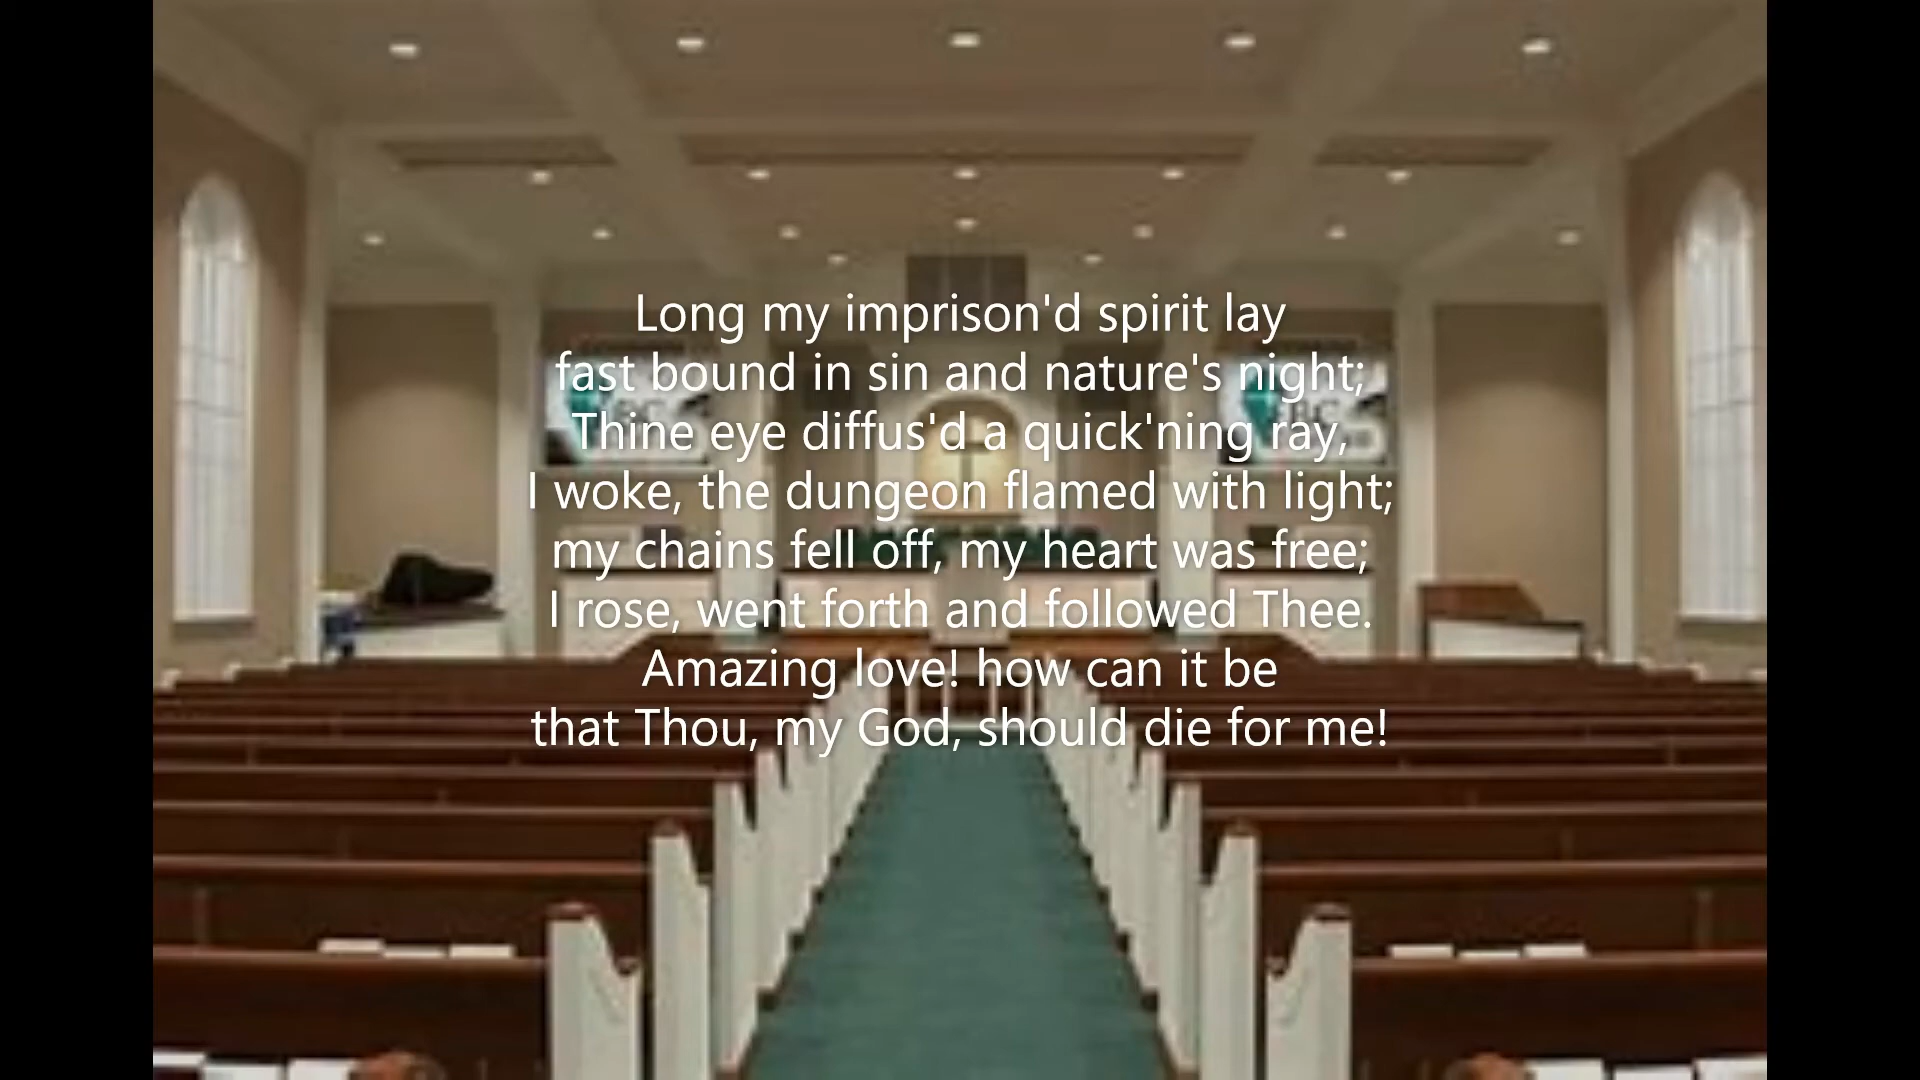 Long my imprison'd spirit lay
fast bound in sin and nature's night;
Thine eye diffus'd a quick'ning ray,
I woke, the dungeon flamed with light;
my chains fell off, my heart was free;
I rose, went forth and followed Thee.
Amazing love! how can it be
that Thou, my God, should die for me!